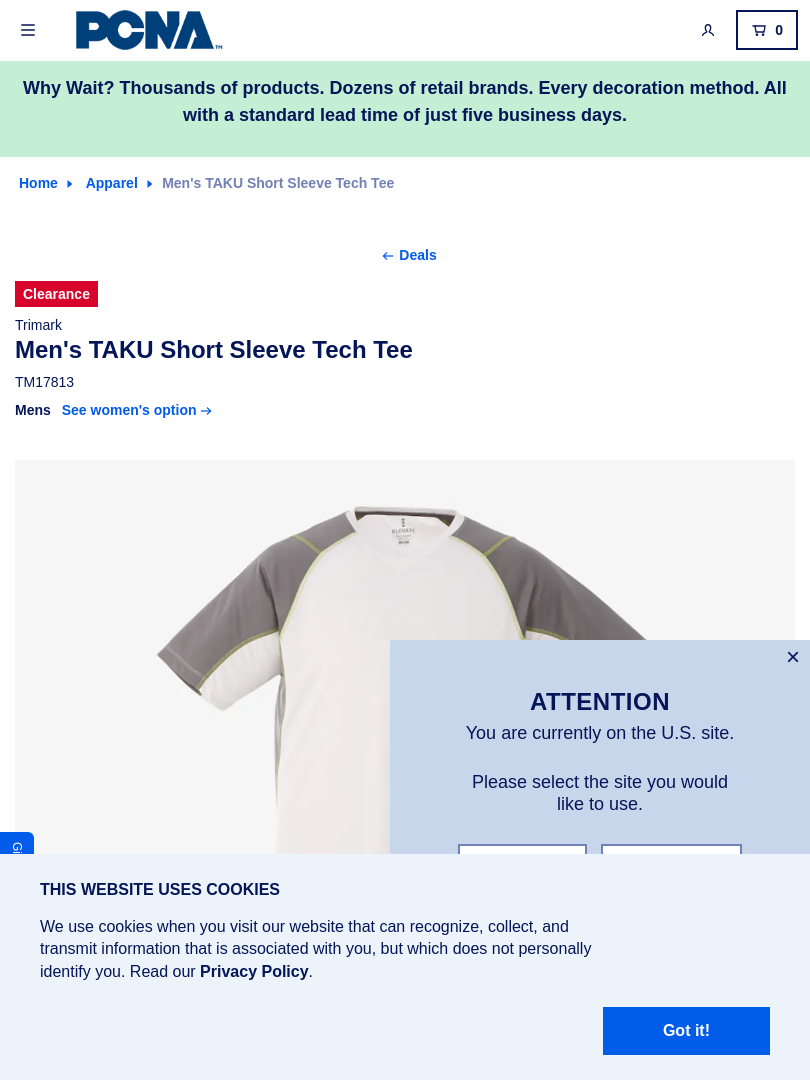 PCNA
TM
0
Why Wait? Thousands of products. Dozens of retail brands. Every decoration method. All
with a standard lead time of just five business days.
Home Apparel Men's TAKU Short Sleeve Tech Tee
← Deals
Clearance
Trimark
Men's TAKU Short Sleeve Tech Tee
TM17813
Mens See women's option →
ELEVATE
ATTENTION
You are currently on the U.S. site.
Please select the site you would
like to use.
THIS WEBSITE USES COOKIES
We use cookies when you visit our website that can recognize, collect, and
transmit information that is associated with you, but which does not personally
identify you. Read our Privacy Policy.
Got it!